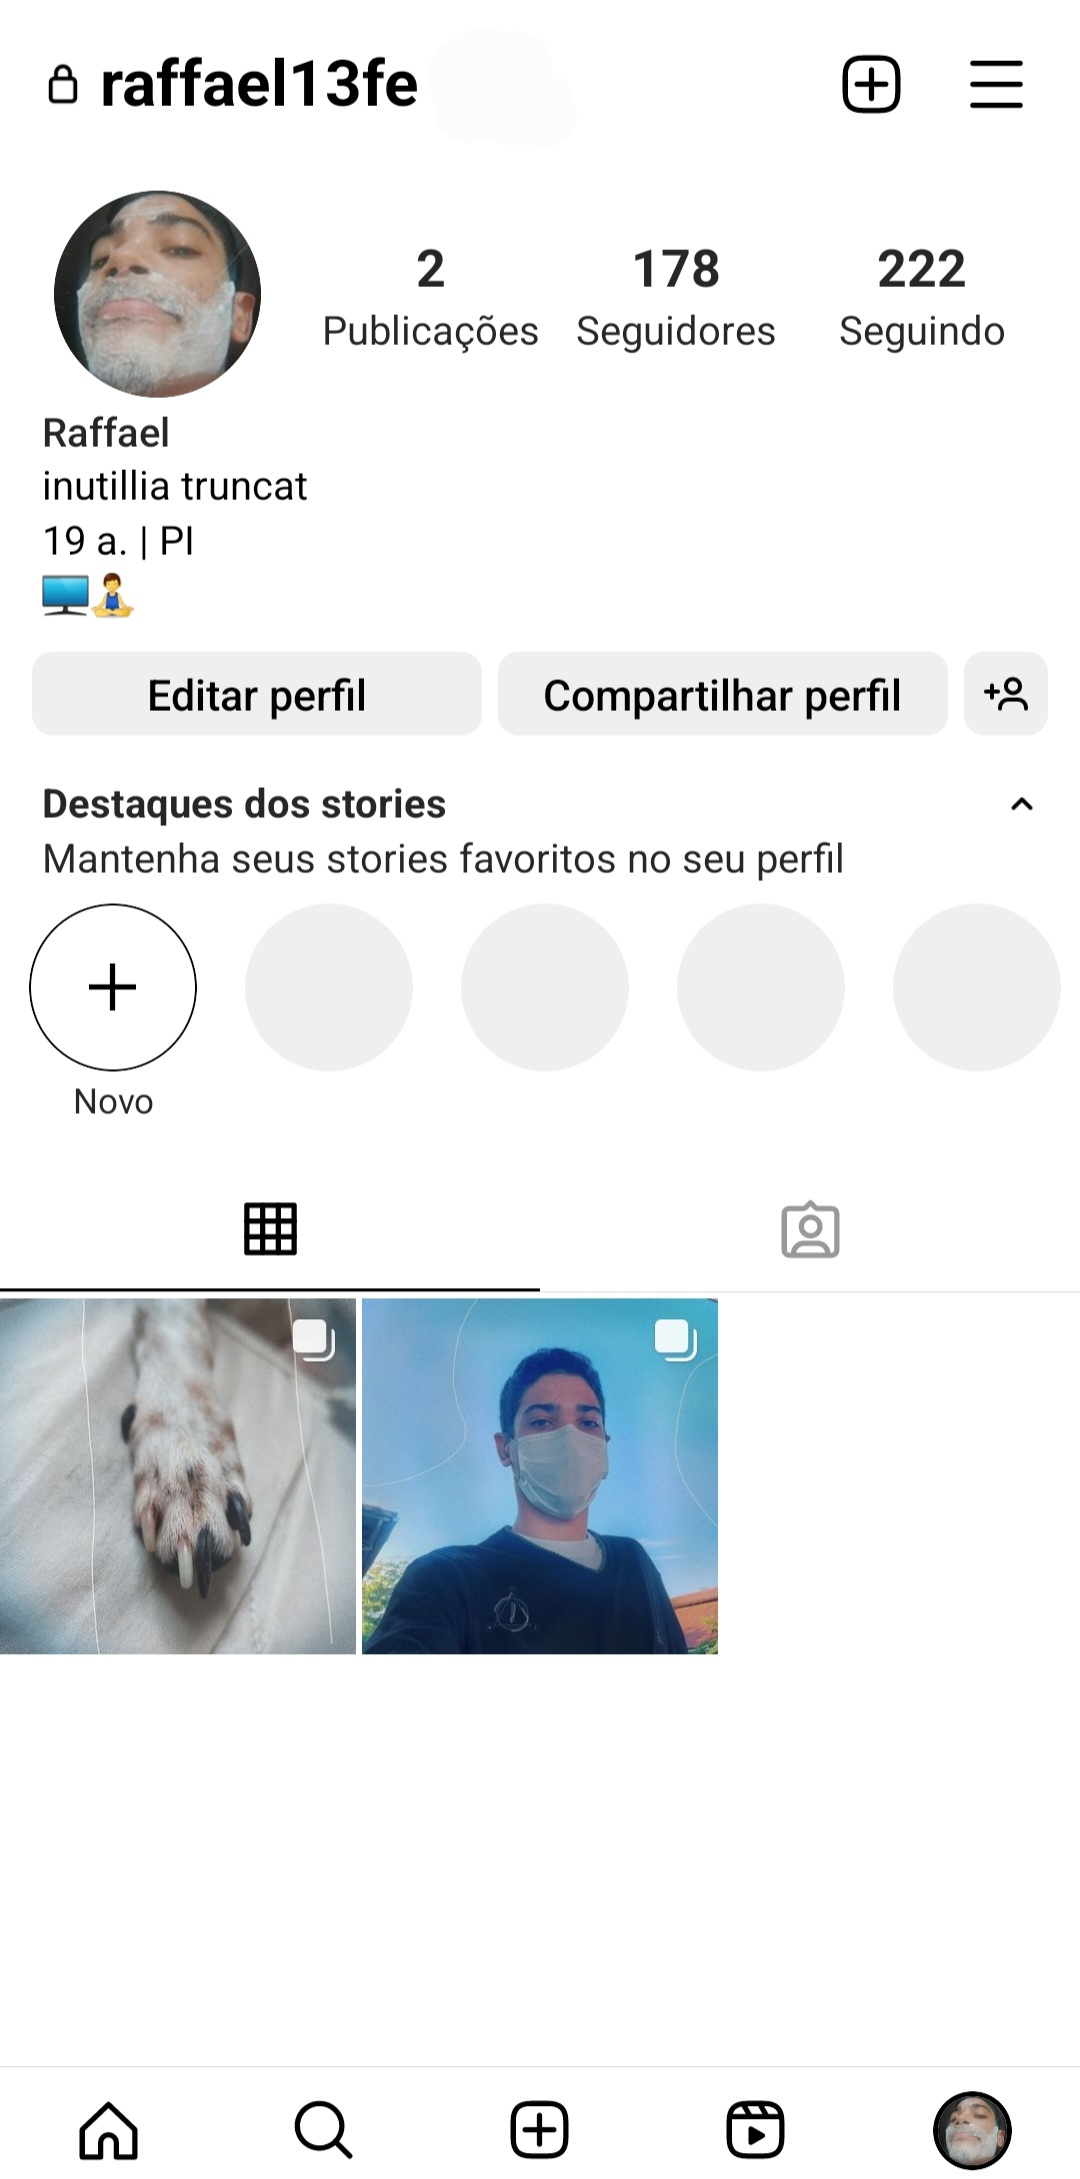 raffael13fe
2 178 222
Publicações Seguidores Seguindo
Raffael
inutillia truncat
19 a. | PI
Editar perfil Compartilhar perfil
Destaques dos stories
Mantenha seus stories favoritos no seu perfil
Novo